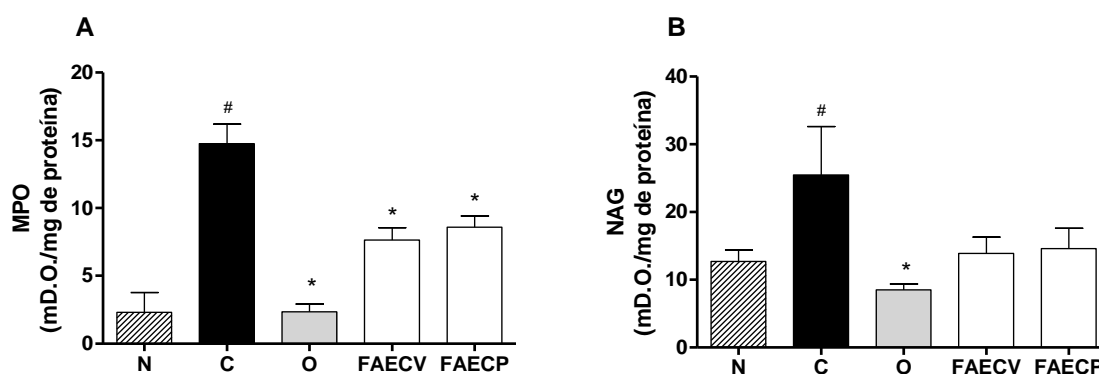 A
MPO
(mD.O./mg de proteína)
20
15
10
5
0
#
*
*
*
N C O FAECV FAECP
B
NAG
(mD.O./mg de proteína)
40
30
20
10
0
#
*
N C O FAECV FAECP